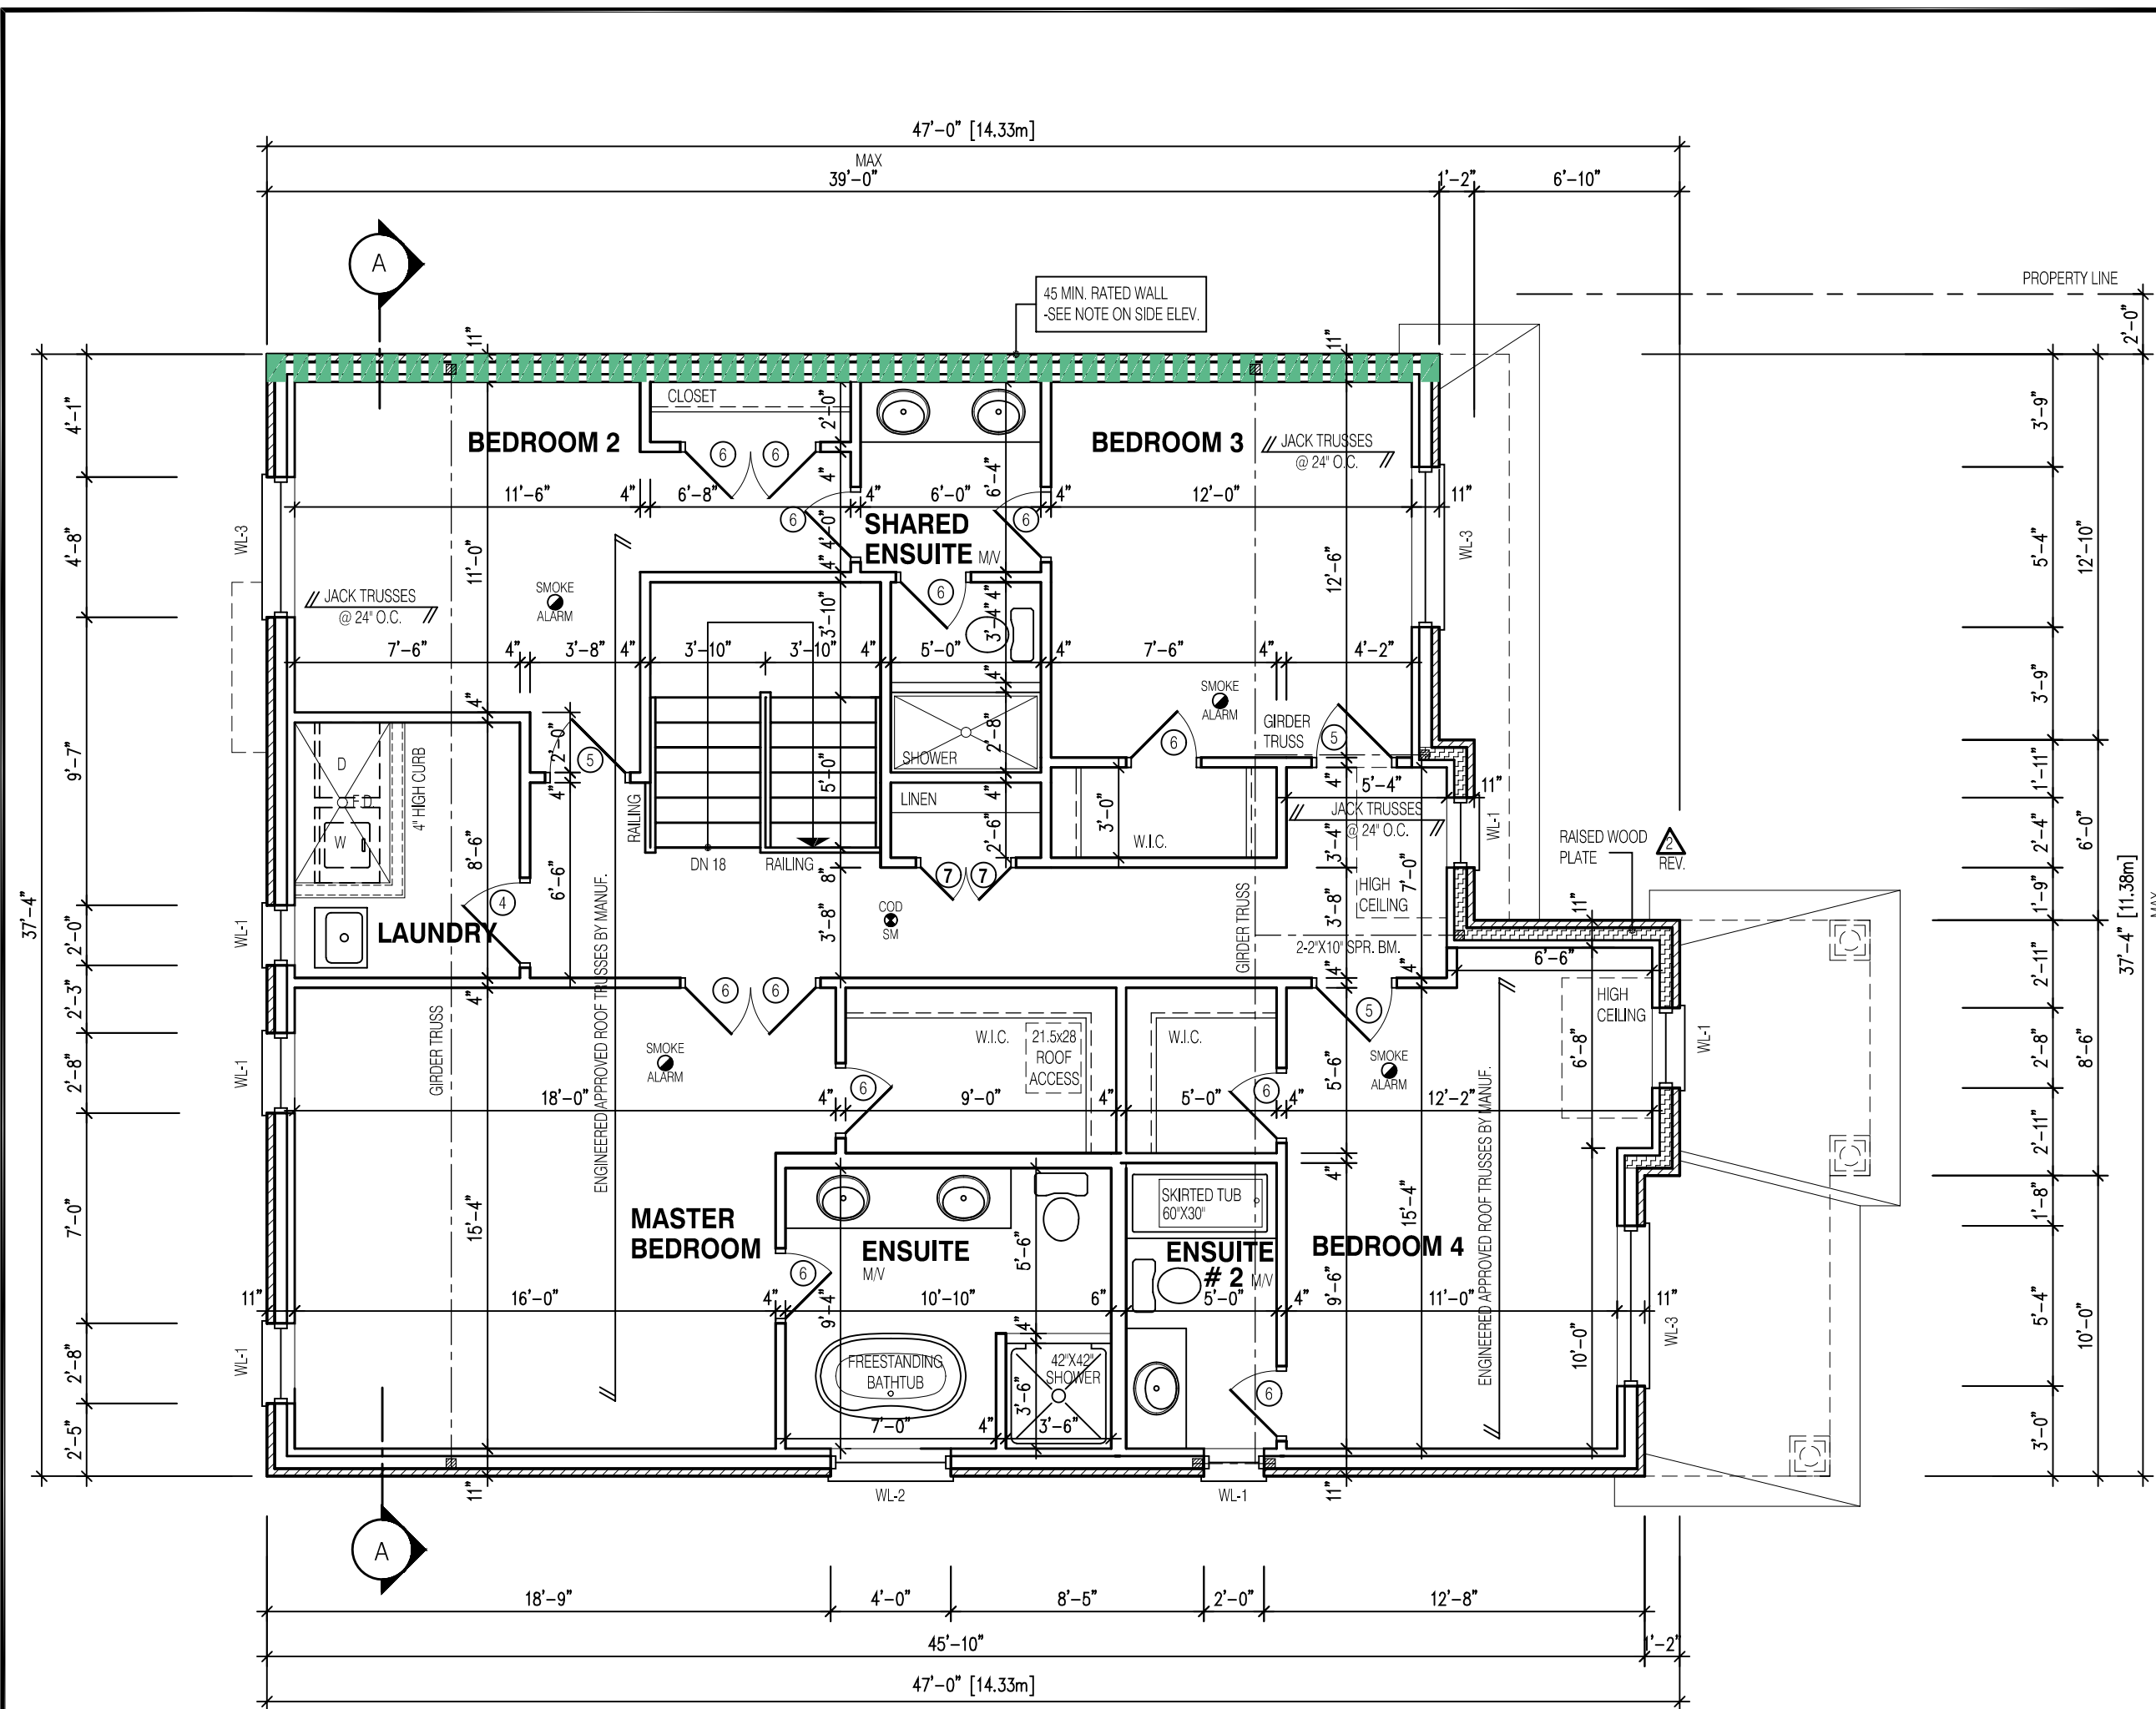 47'-0" [14.33m]
MAX
39'-0"
1'-2"
6'-10"
A
45 MIN. RATED WALL
-SEE NOTE ON SIDE ELEV.
PROPERTY LINE
2'-0"
11"
11"
4'-1"
CLOSET
2'-0"
3'-9"
BEDROOM 2
BEDROOM 3
JACK TRUSSES
@ 24" O.C.
6
6
4"
6'-4"
11'-6"
4"
6'-8"
4"
6'-0"
4"
12'-0"
11"
6
6
SHARED
ENSUITE
M/V
WL-3
4'-8"
11'-0"
4'-0"
4"
12'-6"
WL-3
5'-4"
12'-10"
JACK TRUSSES
@ 24" O.C.
SMOKE
ALARM
6
4"
3'-10"
3'-4"
7'-6"
4"
3'-8"
4"
3'-10"
3'-10"
4"
5'-0"
4"
7'-6"
4"
4'-2"
4"
4"
SMOKE
ALARM
GIRDER
TRUSS
3'-9"
9'-7"
2'-0"
5
6
5
SHOWER
2'-8"
D
F D
W
4" HIGH CURB
4"
5'-0"
4"
4"
5'-4"
11"
1'-11"
LINEN
RAILING
JACK TRUSSES
@ 24" O.C.
3'-0"
W.I.C.
2'-6"
3'-4"
7'-0"
WL-1
2'-4"
6'-0"
RAISED WOOD
PLATE
2
REV.
DN 18
RAILING
8'-6"
6'-6"
8"
7
7
4
HIGH
CEILING
1'-9"
37'-4"
37'-4" [11.38m]
MAX
11"
COD
SM
3'-8"
3'-8"
LAUNDRY
WL-1
2'-0"
GIRDER TRUSS
2-2"X10" SPR. BM.
6'-6"
2'-11"
4"
4"
4"
2'-3"
6
6
5
HIGH
CEILING
GIRDER TRUSS
ENGINEERED APPROVED ROOF TRUSSES BY MANUF.
W.I.C.
21.5x28
ROOF
ACCESS
W.I.C.
SMOKE
ALARM
SMOKE
ALARM
WL-1
2'-8"
6
6
5'-6"
6'-8"
WL-1
2'-8"
8'-6"
18'-0"
4"
9'-0"
4"
5'-0"
4"
12'-2"
ENGINEERED APPROVED ROOF TRUSSES BY MANUF.
2'-11"
4"
7'-0"
15'-4"
SKIRTED TUB
60"X30"
15'-4"
1'-8"
MASTER
BEDROOM
ENSUITE
M/V
5'-6"
ENSUITE
# 2
M/V
BEDROOM 4
6
11"
16'-0"
4"
9'-4"
10'-10"
6"
5'-0"
4"
9'-6"
11'-0"
11"
4"
WL-3
5'-4"
10'-0"
10'-0"
WL-1
2'-8"
FREESTANDING
BATHTUB
42"X42"
SHOWER
3'-6"
6
7'-0"
4"
3'-6"
2'-5"
3'-0"
11"
WL-2
WL-1
11"
A
18'-9"
4'-0"
8'-5"
2'-0"
12'-8"
45'-10"
1'-2"
47'-0" [14.33m]